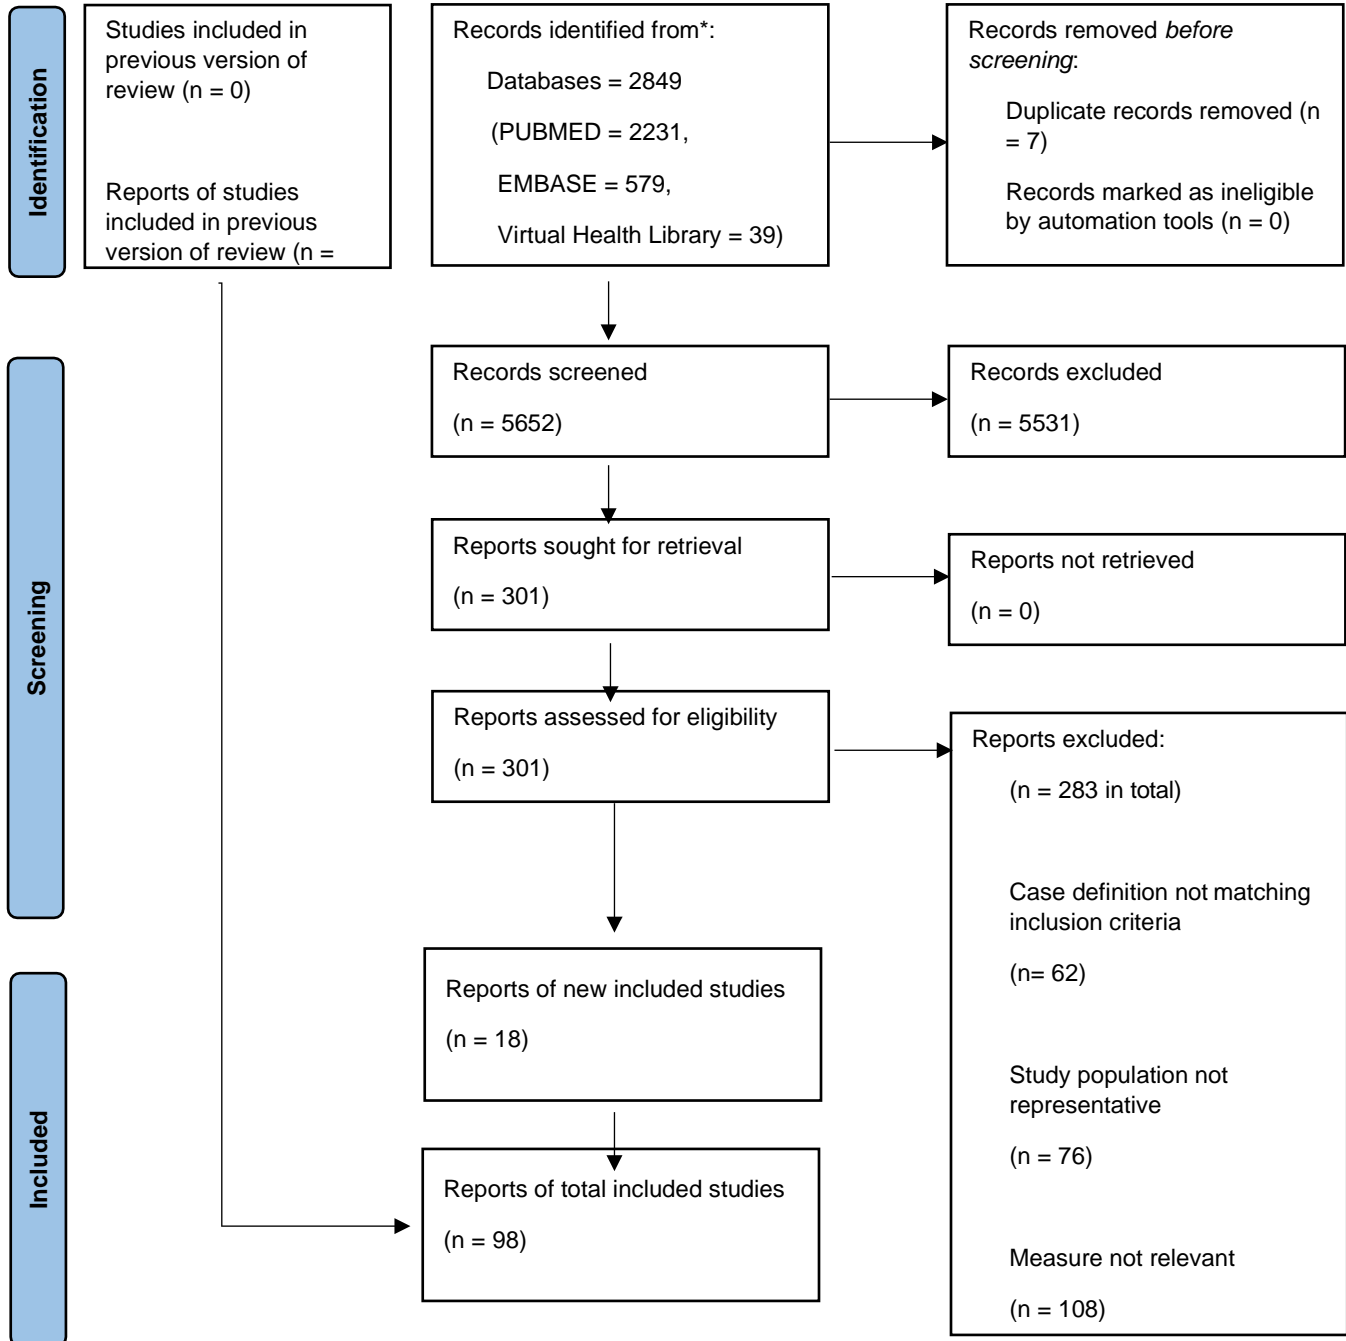 Identification
Studies included in
previous version of
review (n = 0)
Reports of studies
included in previous
version of review (n =
Records identified from*:
Databases = 2849
(PUBMED = 2231,
EMBASE = 579,
Virtual Health Library = 39)
Records removed before
screening:
Duplicate records removed (n
= 7)
Records marked as ineligible
by automation tools (n = 0)
Screening
Records screened
(n = 5652)
Records excluded
(n = 5531)
Reports sought for retrieval
(n = 301)
Reports not retrieved
(n = 0)
Reports assessed for eligibility
(n = 301)
Reports excluded:
(n = 283 in total)
Case definition not matching
inclusion criteria
(n= 62)
Study population not
representative
(n = 76)
Measure not relevant
(n = 108)
Included
Reports of new included studies
(n = 18)
Reports of total included studies
(n = 98)